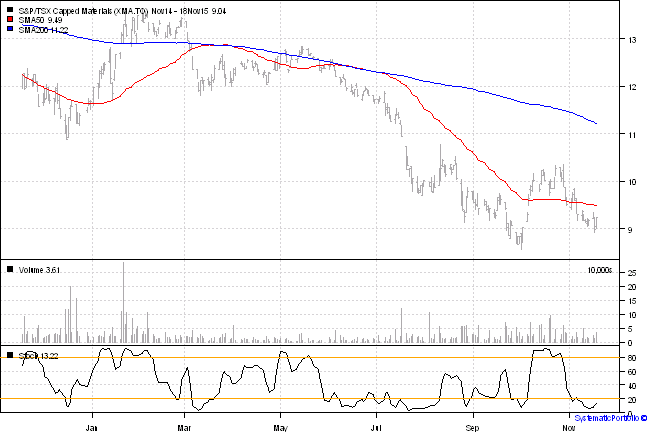 S&P/TSX Capped Materials (XMA.TO) Nov14 - 18Nov15 9.04
SMA50 9.49
SMA200 11.22
13
12
11
10
9
Volume 3.61
10,000s
25
20
15
10
5
0
Stoch 13.22
80
60
40
20
0
Jan Mar May Jul Sep Nov
SystematicPortfolio ©